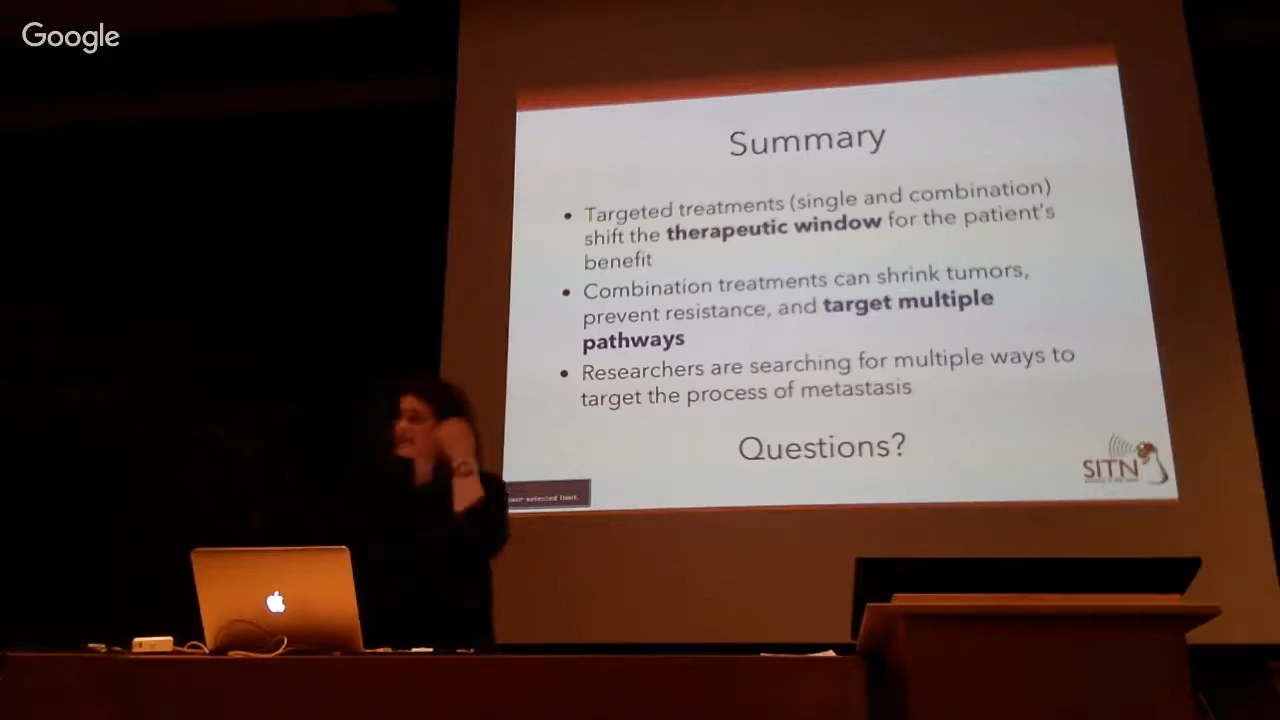 Google
Summary
• Targeted treatments (single and combination)
shift the therapeutic window for the patient's
benefit
• Combination treatments can shrink tumors,
prevent resistance, and target multiple
pathways
• Researchers are searching for multiple ways to
target the process of metastasis
Questions?
SITN